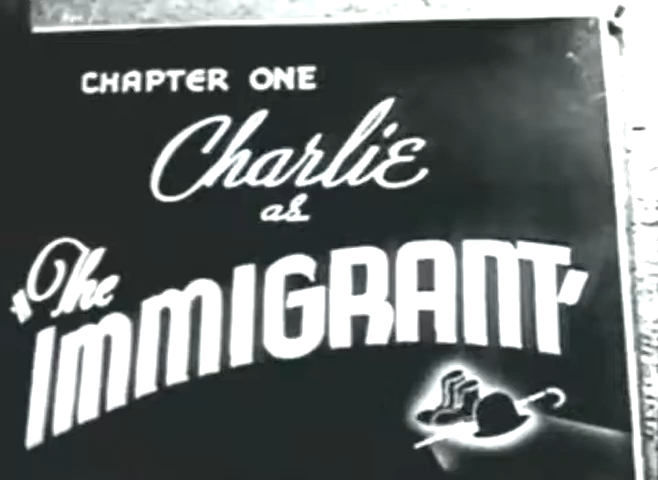 CHAPTER ONE
Charlie
as
"The
IMMIGRANT"